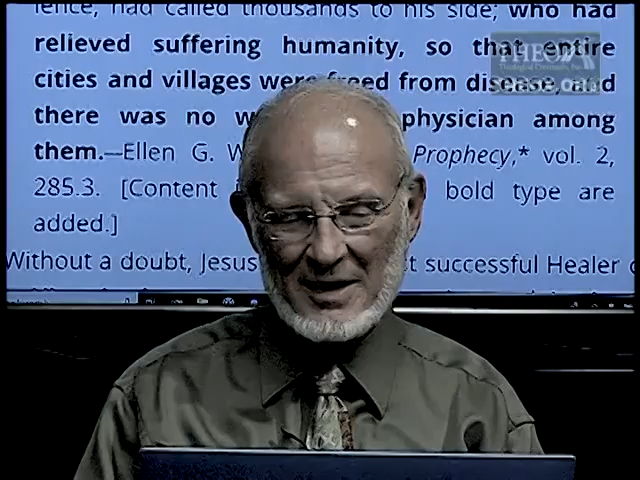 ience, had called thousands to his side; who had
relieved suffering humanity, so that entire
cities and villages were freed from disease, and
there was no w physician among
them.—Ellen G. W Prophecy,* vol. 2,
285.3. [Content bold type are
added.]
Without a doubt, Jesus t successful Healer
THEO